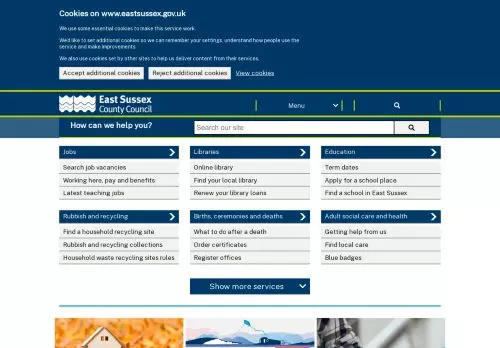 Cookies on www.eastsussex.gov.uk
We use some essential cookies to make this service work.
We'd like to set additional cookies so we can remember your settings, understand how people use the
service and make improvements.
We also use cookies set by other sites to help us deliver content from their services.
Accept additional cookies Reject additional cookies View cookies
East Sussex
County Council
Menu
How can we help you?
Search our site
Jobs
Search job vacancies
Working here, pay and benefits
Latest teaching jobs
Libraries
Online library
Find your local library
Renew your library loans
Education
Term dates
Apply for a school place
Find a school in East Sussex
Rubbish and recycling
Find a household recycling site
Rubbish and recycling collections
Household waste recycling sites rules
Births, ceremonies and deaths
What to do after a death
Order certificates
Register offices
Adult social care and health
Getting help from us
Find local care
Blue badges
Show more services